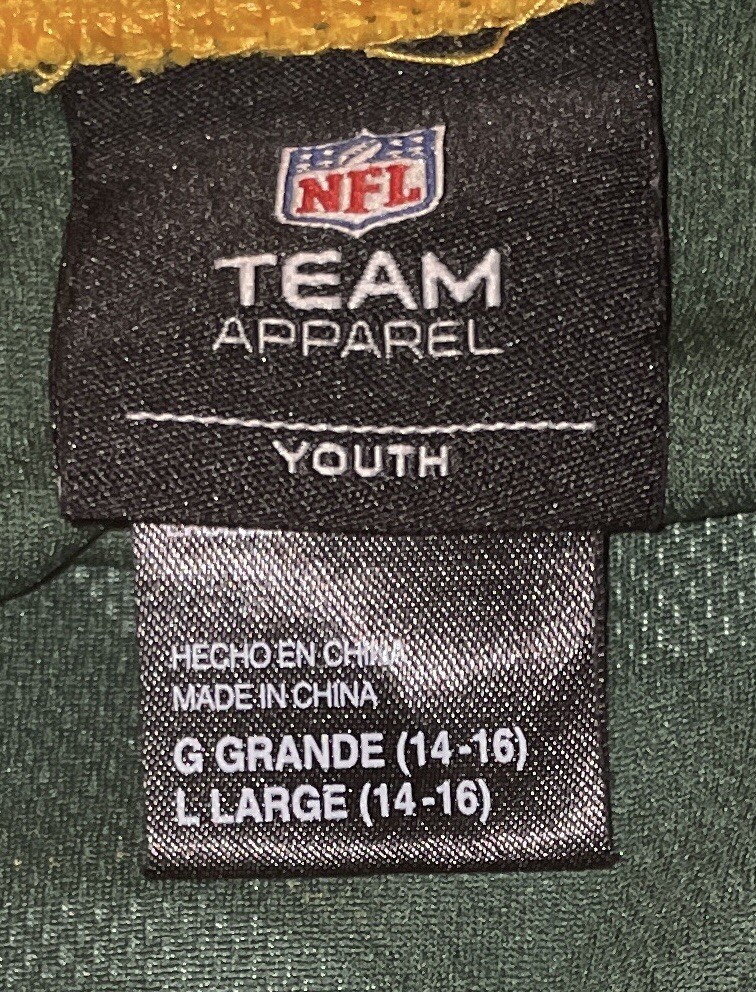 NFL
TEAM
APPAREL
YOUTH
HECHO EN CHINA
MADE IN CHINA
G GRANDE (14-16)
L LARGE (14-16)